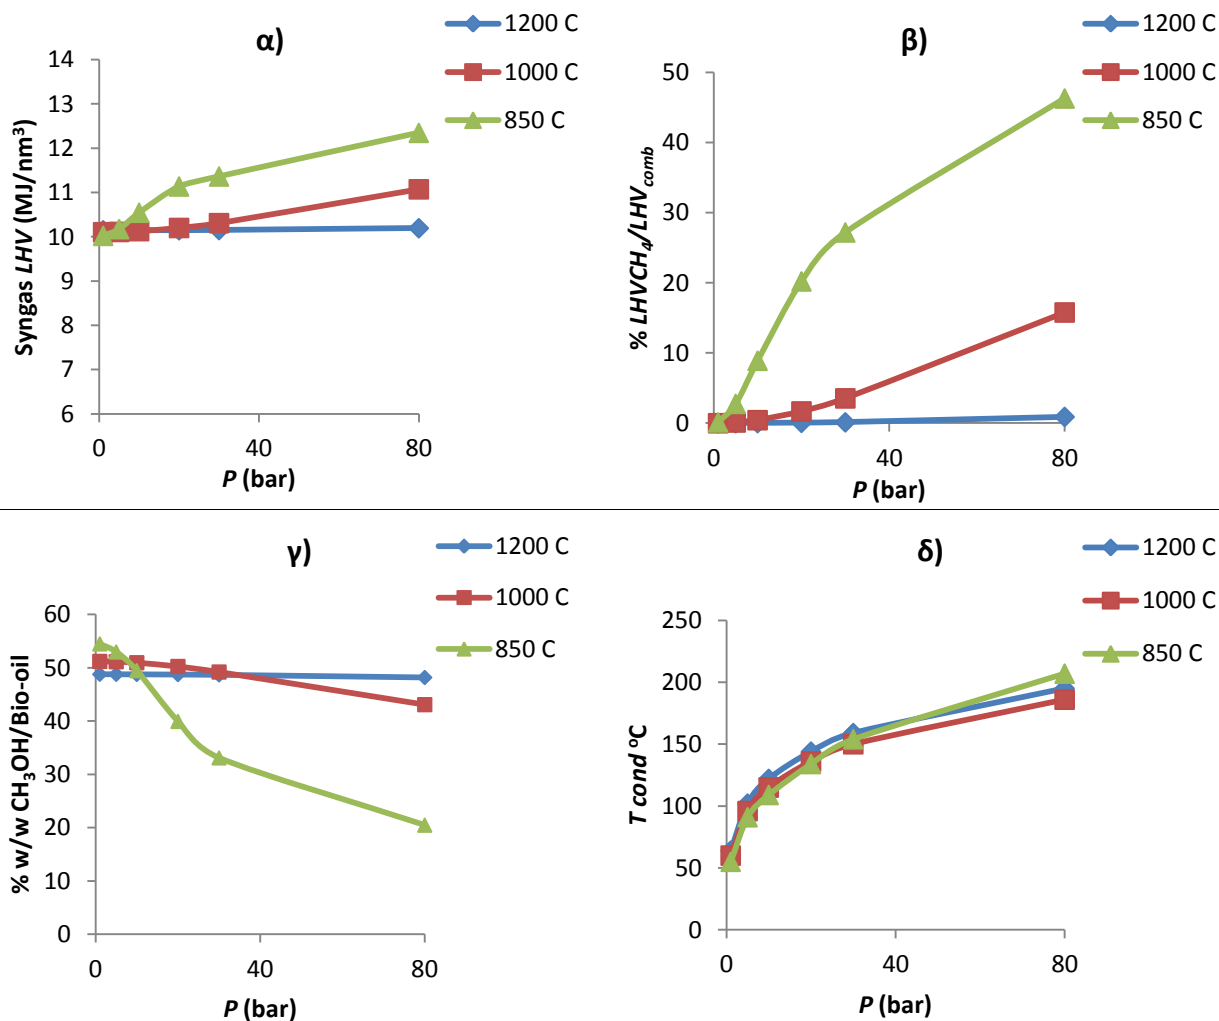 α)
1200 C
1000 C
850 C
Syngas LHV (MJ/nm³)
14
13
12
11
10
9
8
7
6
0
40
80
P (bar)
β)
1200 C
1000 C
850 C
% LHVCH₄/LHVcomb
50
40
30
20
10
0
0
40
80
P (bar)
γ)
1200 C
1000 C
850 C
% w/w CH₃OH/Bio-oil
60
50
40
30
20
10
0
0
40
80
P (bar)
δ)
1200 C
1000 C
850 C
T cond ºC
250
200
150
100
50
0
0
40
80
P (bar)